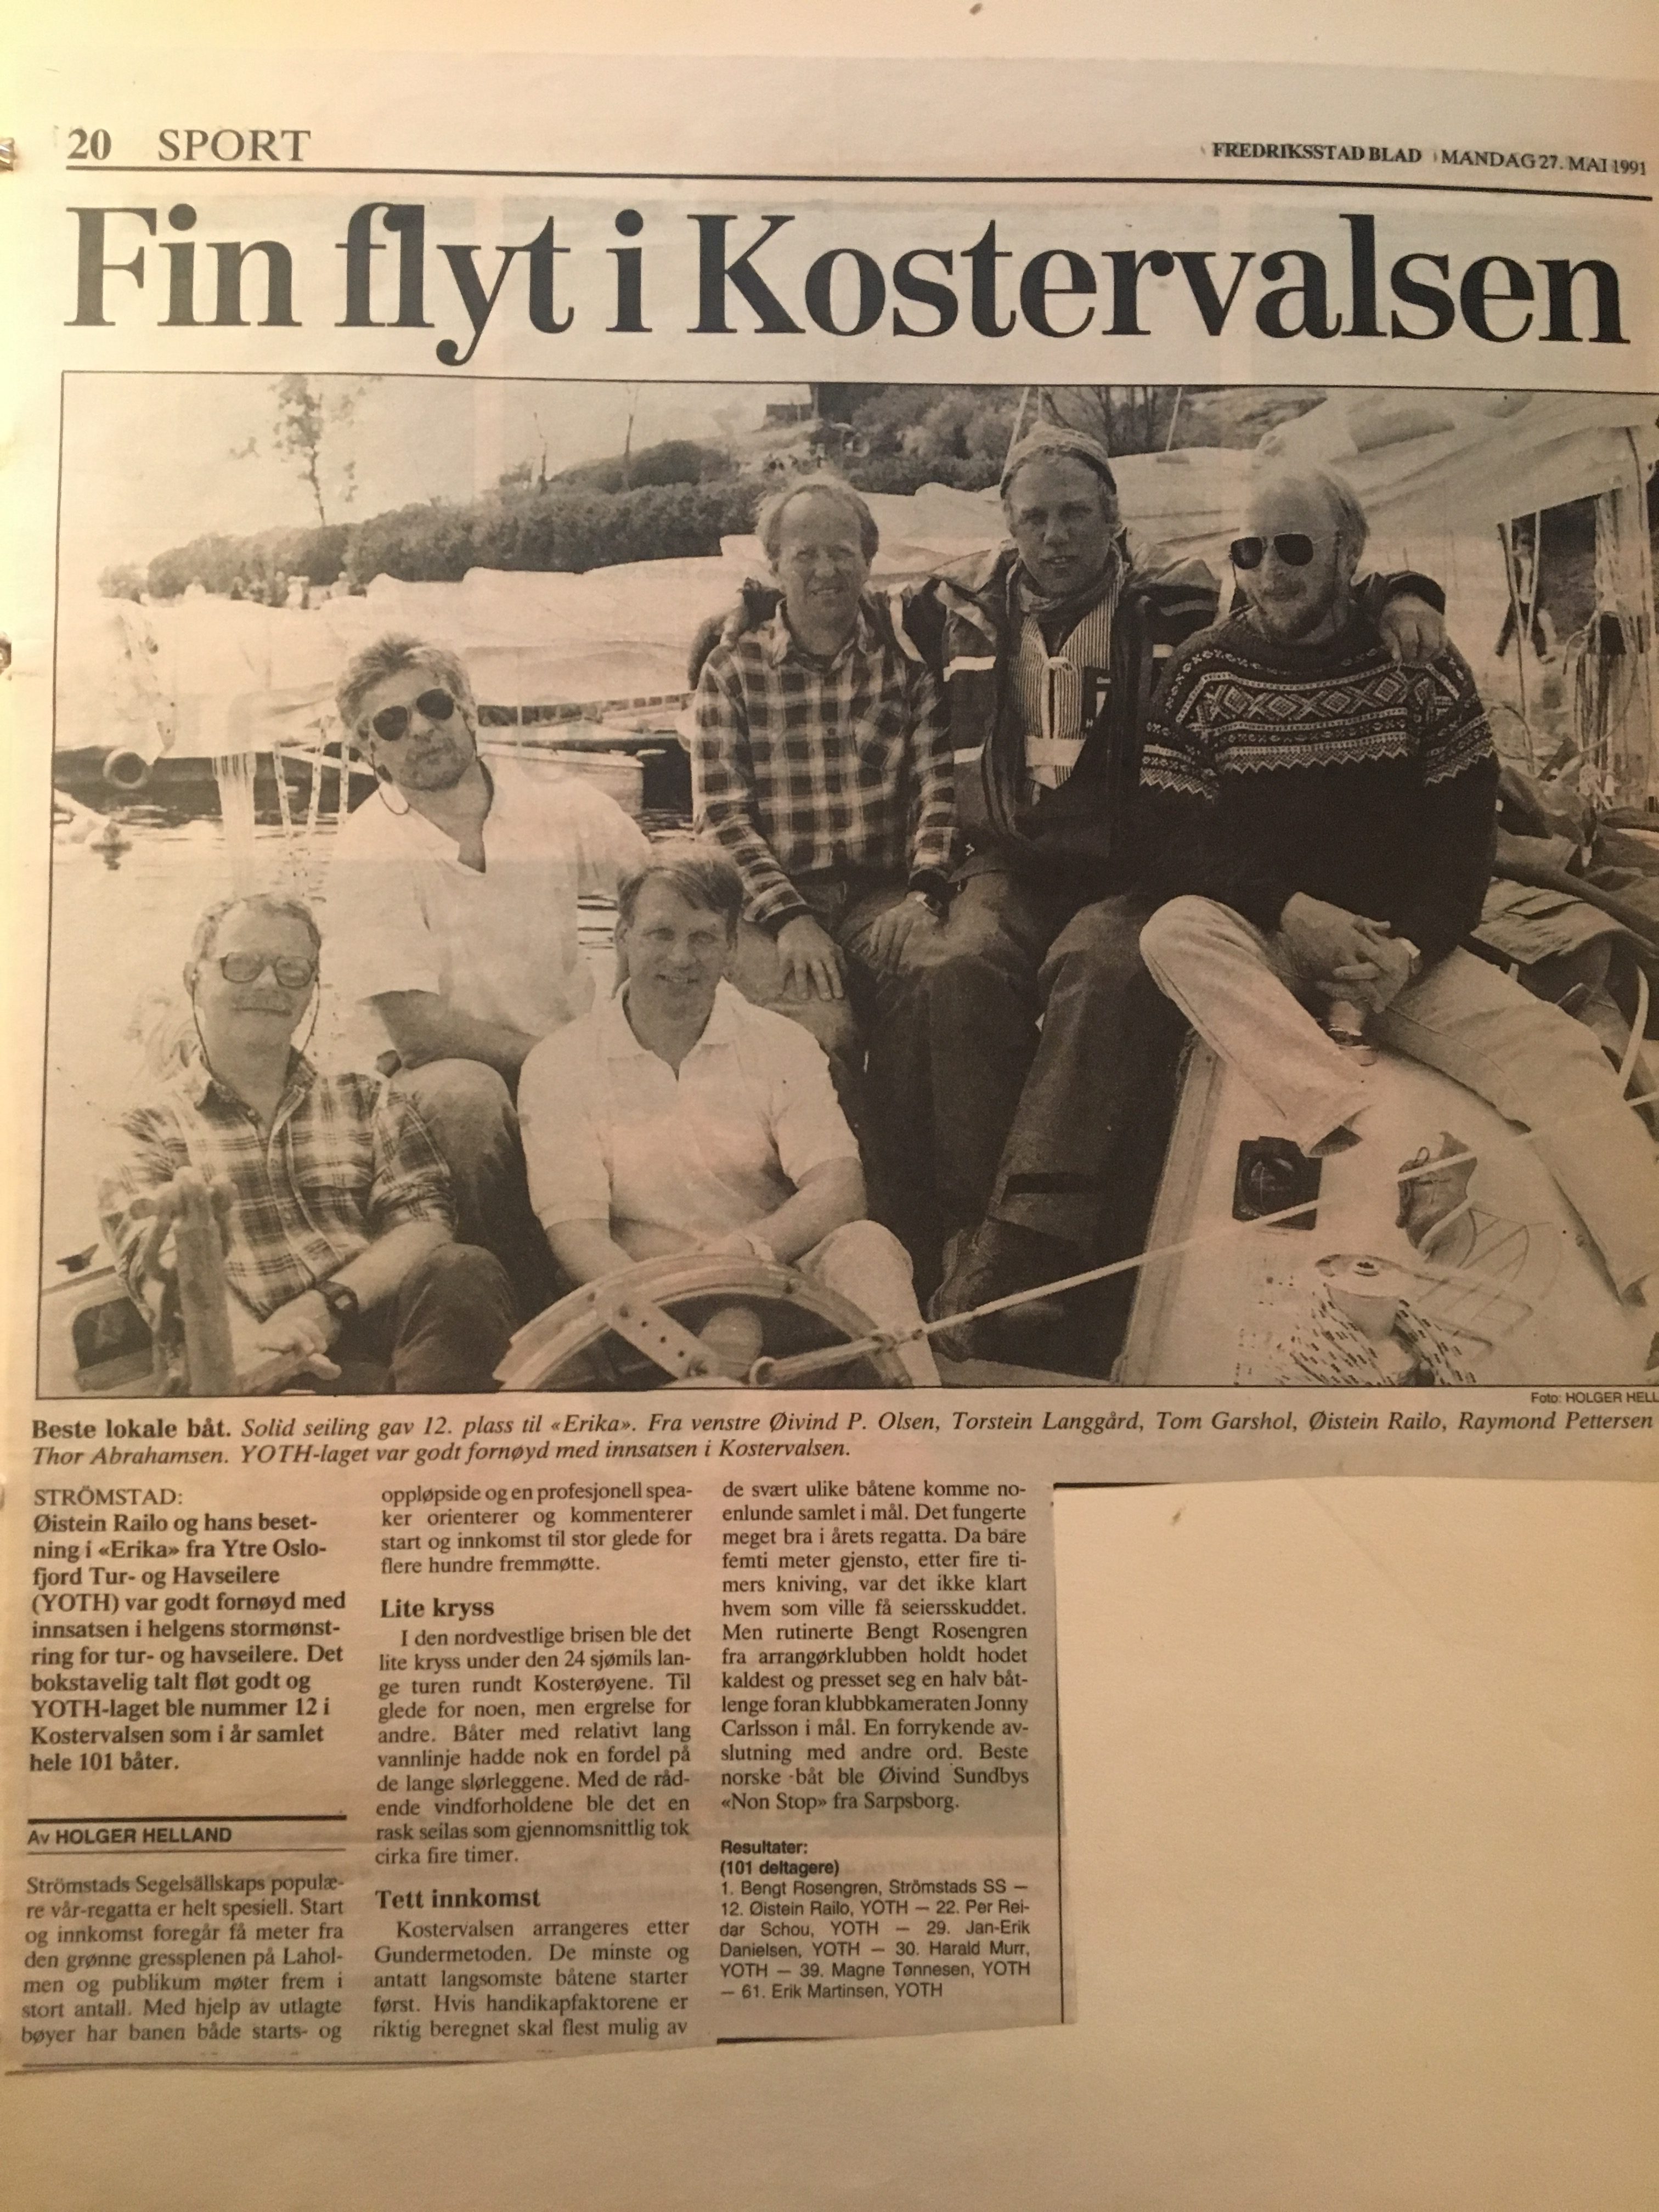 20 SPORT
FREDRIKSSTAD BLAD MANDAG 27. MAI 1991
Fin flyt i Kostervalsen
Foto: HOLGER HELL
Beste lokale båt. Solid seiling gav 12. plass til «Erika». Fra venstre Øivind P. Olsen, Torstein Langgård, Tom Garshol, Øistein Railo, Raymond Pettersen
Thor Abrahamsen. YOTH-laget var godt fornøyd med innsatsen i Kostervalsen.
STRÖMSTAD:
Øistein Railo og hans beset-
ning i «Erika» fra Ytre Oslo-
fjord Tur- og Havseilere
(YOTH) var godt fornøyd med
innsatsen i helgens stormønst-
ring for tur- og havseilere. Det
bokstavelig talt fløt godt og
YOTH-laget ble nummer 12 i
Kostervalsen som i år samlet
hele 101 båter.
Av HOLGER HELLAND
Strömstads Segelsällskaps populæ-
re vår-regatta er helt spesiell. Start
og innkomst foregår få meter fra
den grønne gressplenen på Lahol-
men og publikum møter frem i
stort antall. Med hjelp av utlagte
bøyer har banen både starts- og
oppløpside og en profesjonell spea-
ker orienterer og kommenterer
start og innkomst til stor glede for
flere hundre fremmøtte.
Lite kryss
I den nordvestlige brisen ble det
lite kryss under den 24 sjømils lan-
ge turen rundt Kosterøyene. Til
glede for noen, men ergrelse for
andre. Båter med relativt lang
vannlinje hadde nok en fordel på
de lange slørleggene. Med de råd-
ende vindforholdene ble det en
rask seilas som gjennomsnittlig tok
cirka fire timer.
Tett innkomst
Kostervalsen arrangeres etter
Gundermetoden. De minste og
antatt langsomste båtene starter
først. Hvis handikapfaktorene er
riktig beregnet skal flest mulig av
de svært ulike båtene komme no-
enlunde samlet i mål. Det fungerte
meget bra i årets regatta. Da bare
femti meter gjensto, etter fire ti-
mers kniving, var det ikke klart
hvem som ville få seiersskuddet.
Men rutinerte Bengt Rosengren
fra arrangørklubben holdt hodet
kaldest og presset seg en halv båt-
lenge foran klubbkameraten Jonny
Carlsson i mål. En forrykende av-
slutning med andre ord. Beste
norske båt ble Øivind Sundbys
«Non Stop» fra Sarpsborg.
Resultater:
(101 deltagere)
1. Bengt Rosengren, Strömstads SS —
12. Øistein Railo, YOTH — 22. Per Rei-
dar Schou, YOTH — 29. Jan-Erik
Danielsen, YOTH — 30. Harald Murr,
YOTH — 39. Magne Tønnesen, YOTH
— 61. Erik Martinsen, YOTH